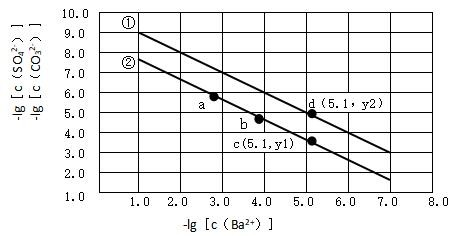 -lg [ c (SO₄²⁻) ]
-lg [ c (CO₃²⁻) ]
10.0
9.0
8.0
7.0
6.0
5.0
4.0
3.0
2.0
1.0
①
②
a
b
d (5.1, y2)
c(5.1,y1)
1.0 2.0 3.0 4.0 5.0 6.0 7.0 8.0
-lg [ c (Ba²⁺) ]